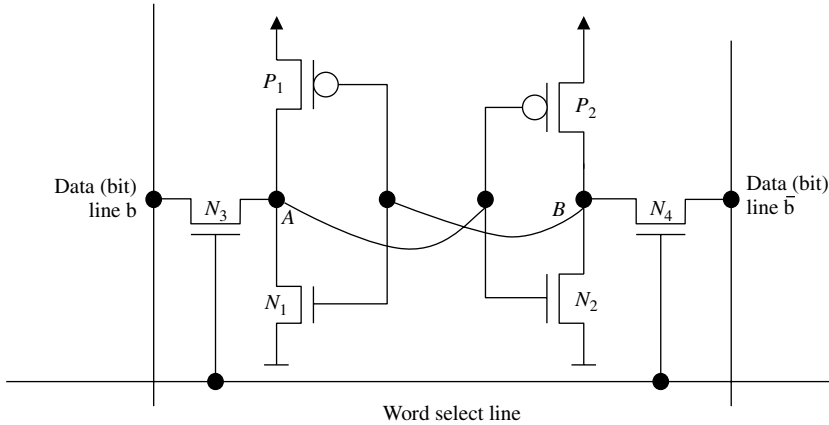 P1
P2
Data (bit)
line b
N3
A
B
N4
Data (bit)
line b̄
N1
N2
Word select line